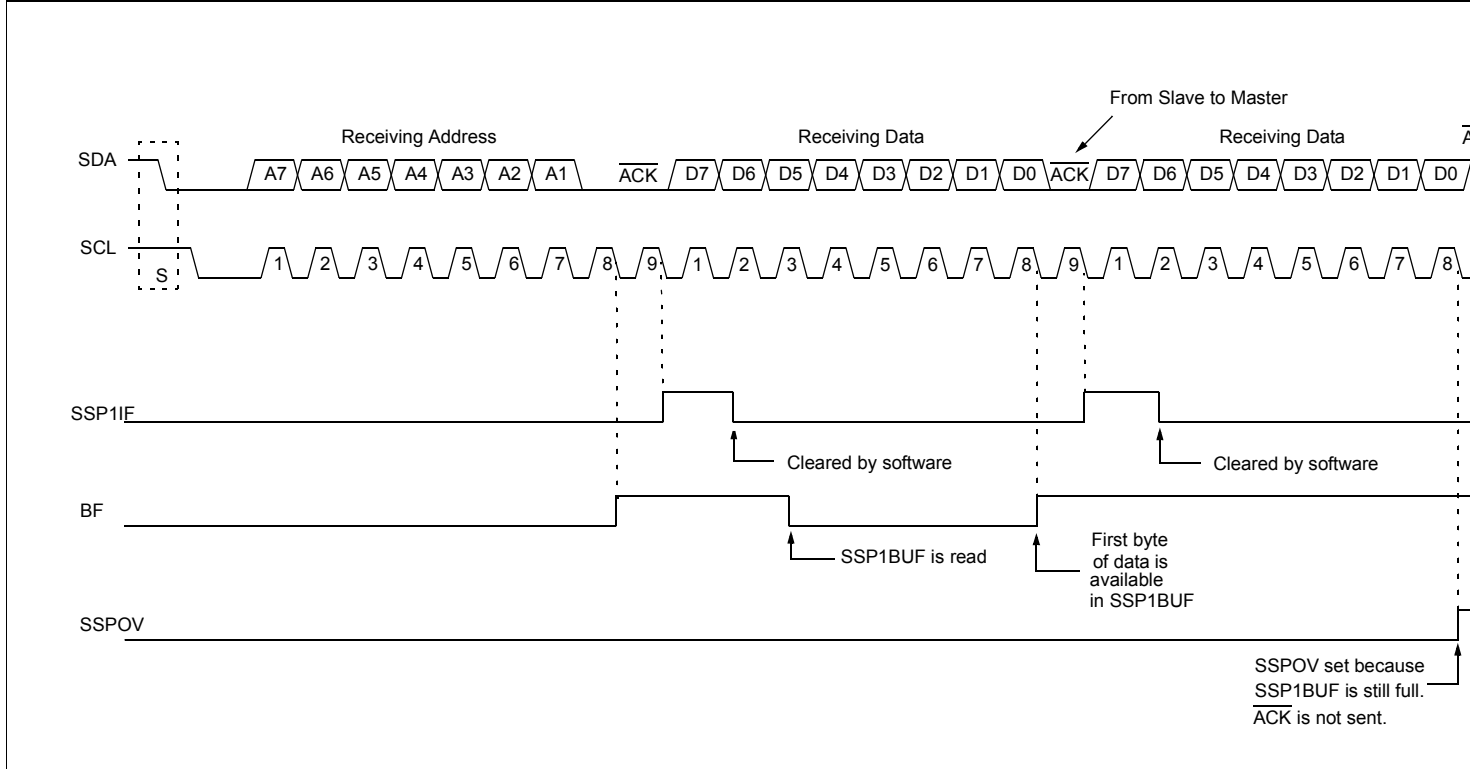 From Slave to Master
Receiving Address
Receiving Data
Receiving Data
SDA
A7 A6 A5 A4 A3 A2 A1 ACK D7 D6 D5 D4 D3 D2 D1 D0 ACK D7 D6 D5 D4 D3 D2 D1 D0
SCL
S
1 2 3 4 5 6 7 8 9 1 2 3 4 5 6 7 8 9 1 2 3 4 5 6 7 8
SSP1IF
Cleared by software
Cleared by software
BF
SSP1BUF is read
First byte
of data is
available
in SSP1BUF
SSPOV
SSPOV set because
SSP1BUF is still full.
ACK is not sent.